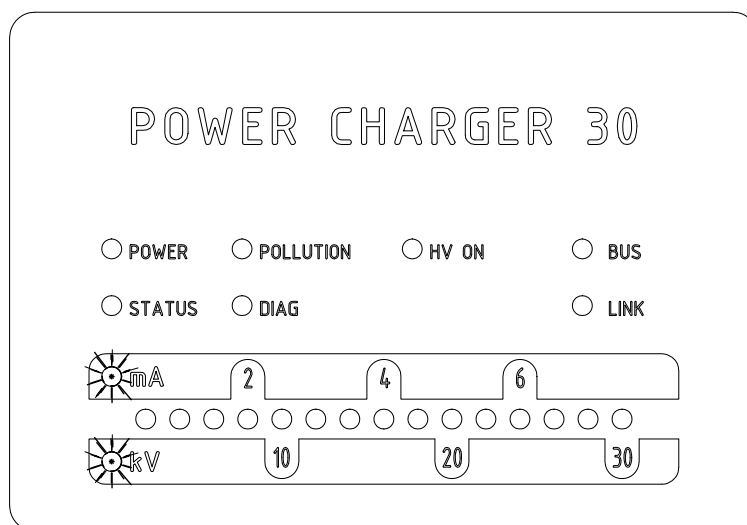 POWER CHARGER 30
POWER POLLUTION HV ON BUS
STATUS DIAG LINK
mA 2 4 6
kV 10 20 30